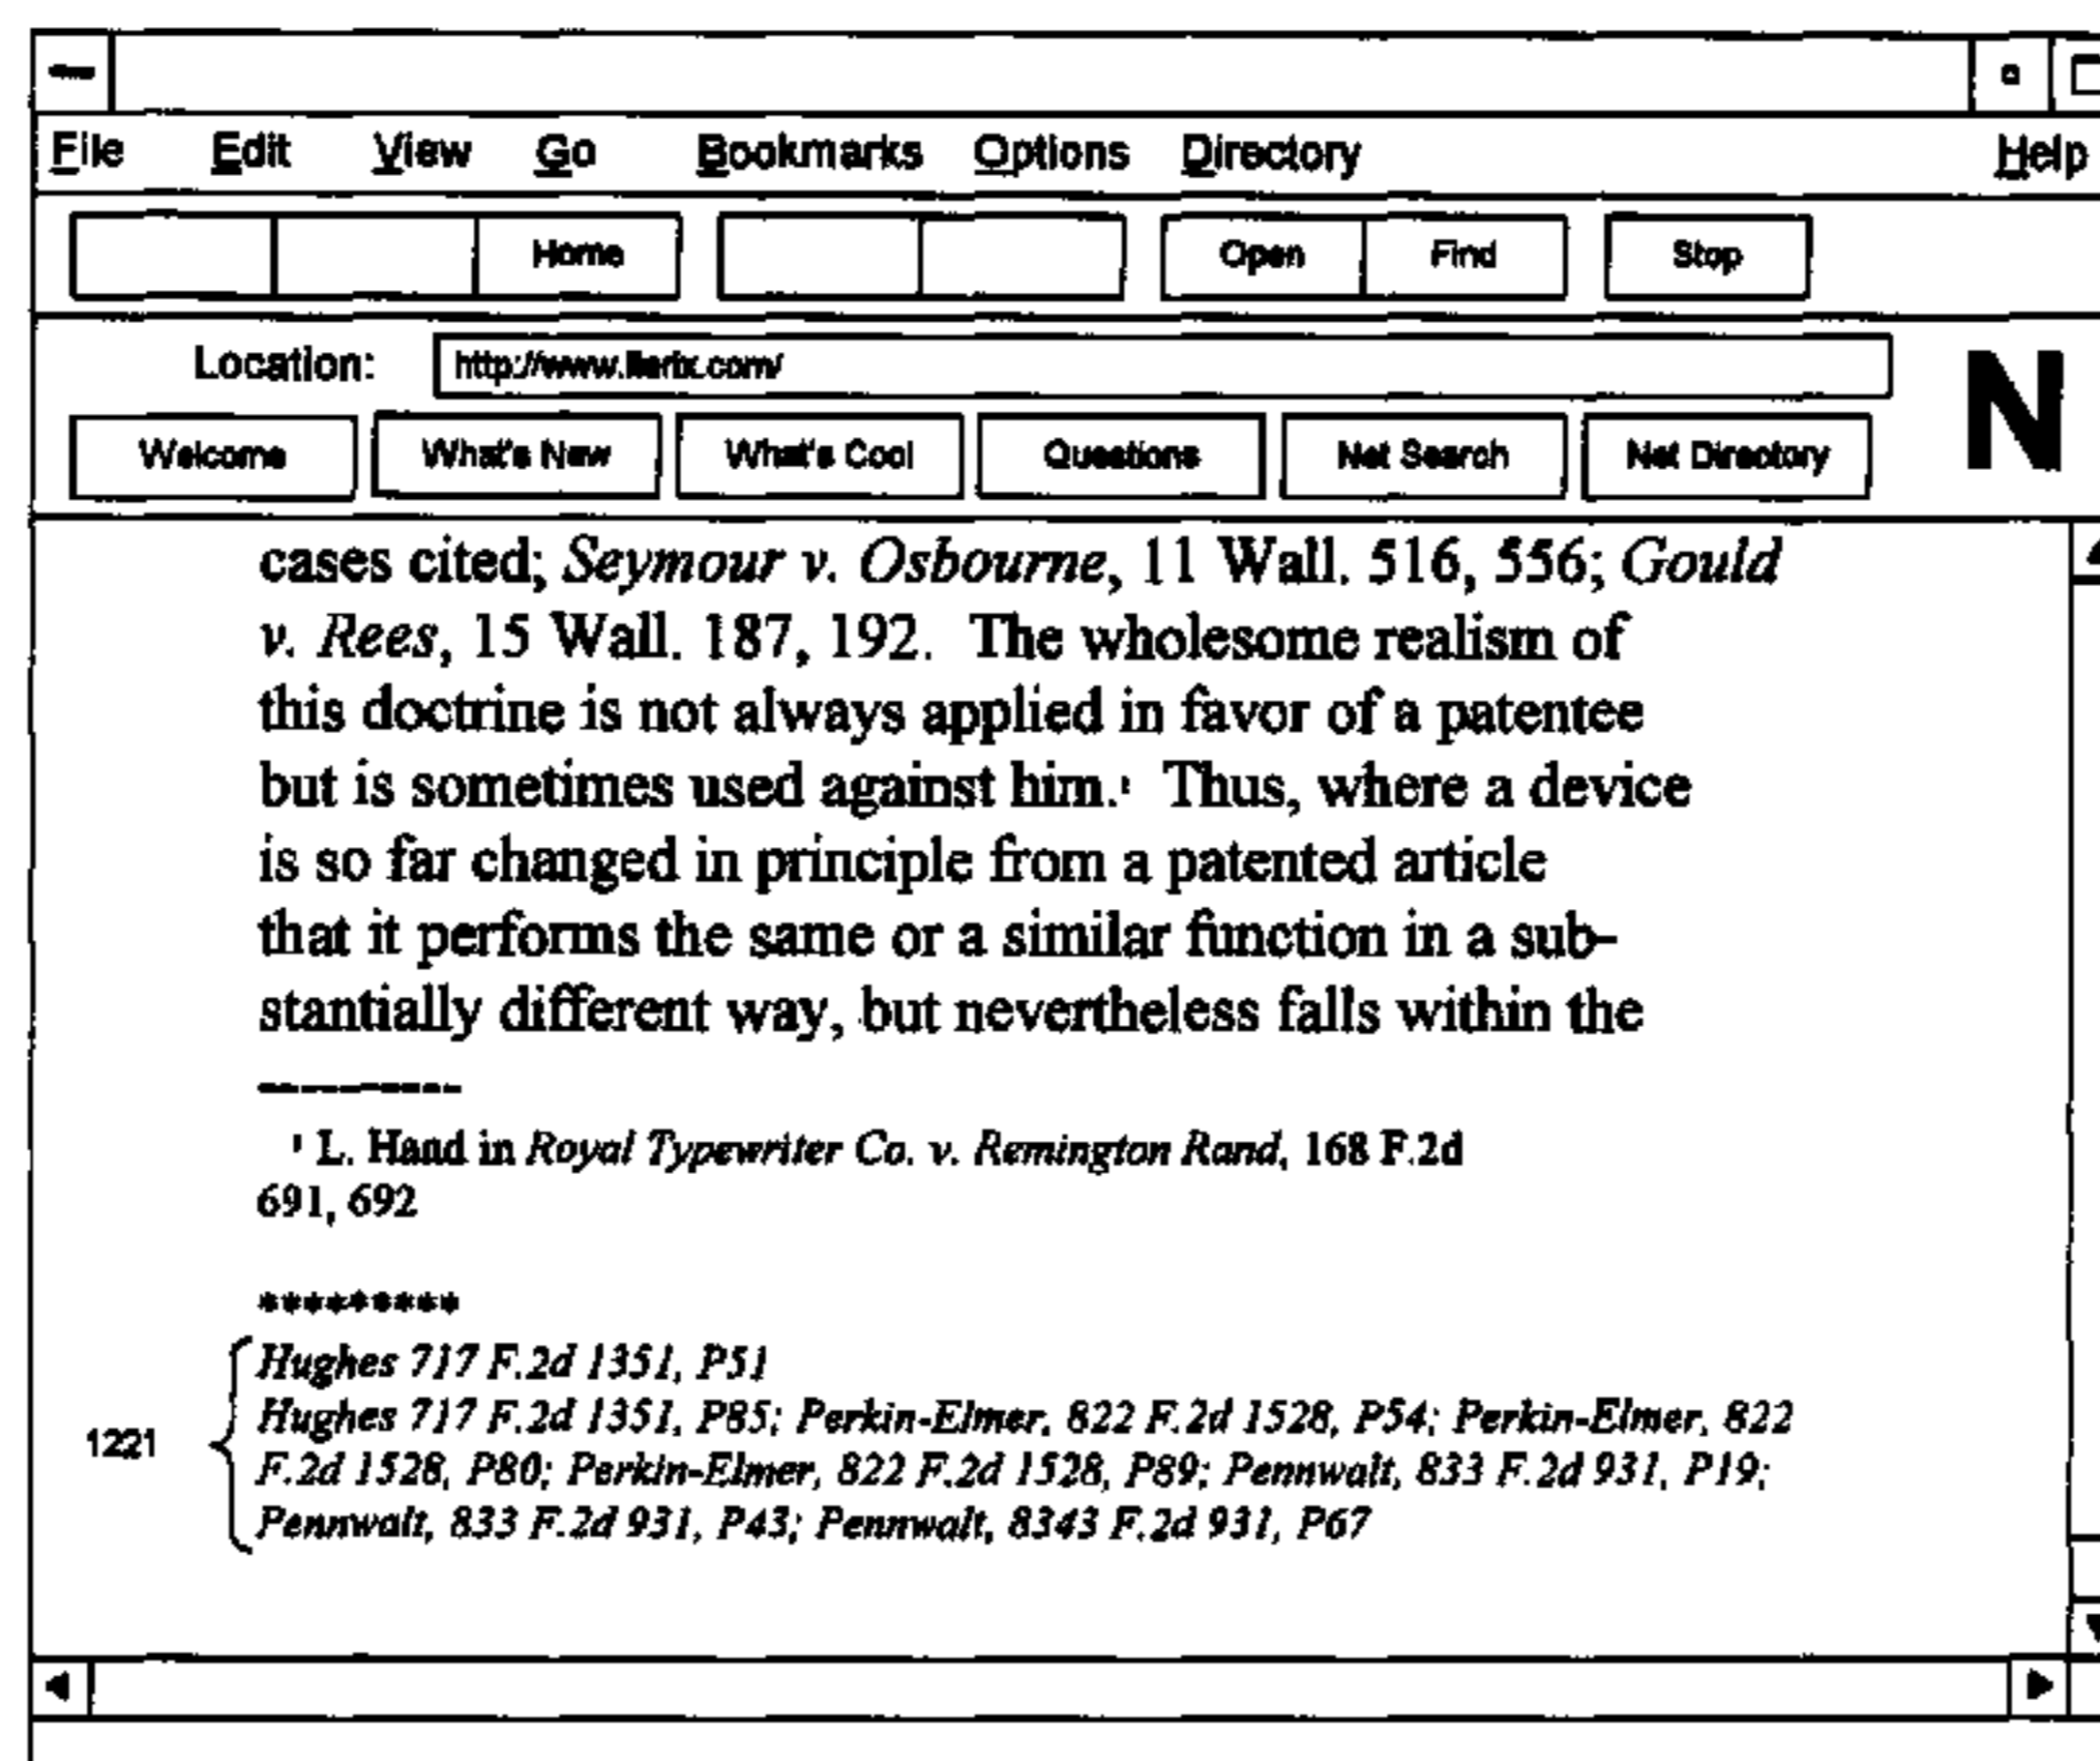 File Edit View Go Bookmarks Options Directory Help
Home Open Find Stop
Location:
N
Welcome What's New What's Cool Questions Net Search Net Directory
cases cited; Seymour v. Osbourne, 11 Wall. 516, 556; Gould
v. Rees, 15 Wall. 187, 192. The wholesome realism of
this doctrine is not always applied in favor of a patentee
but is sometimes used against him.¹ Thus, where a device
is so far changed in principle from a patented article
that it performs the same or a similar function in a sub-
stantially different way, but nevertheless falls within the
----------
¹ L. Hand in Royal Typewriter Co. v. Remington Rand, 168 F.2d
691, 692
*********
Hughes 717 F.2d 1351, P51
Hughes 717 F.2d 1351, P85; Perkin-Elmer, 822 F.2d 1528, P54; Perkin-Elmer, 822
1221
F.2d 1528, P80; Perkin-Elmer, 822 F.2d 1528, P89; Pennwalt, 833 F.2d 931, P19;
Pennwalt, 833 F.2d 931, P43; Pennwalt, 8343 F.2d 931, P67